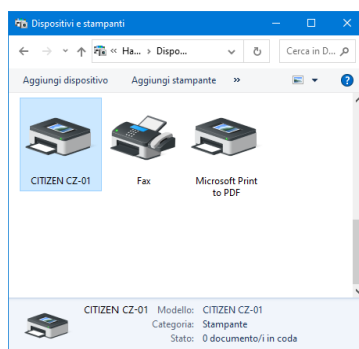 Dispositivi e stampanti
« Ha... › Dispo...
Cerca in D...
Aggiungi dispositivo Aggiungi stampante »
CITIZEN CZ-01 Fax Microsoft Print
to PDF
CITIZEN CZ-01 Modello: CITIZEN CZ-01
Categoria: Stampante
Stato: 0 documento/i in coda